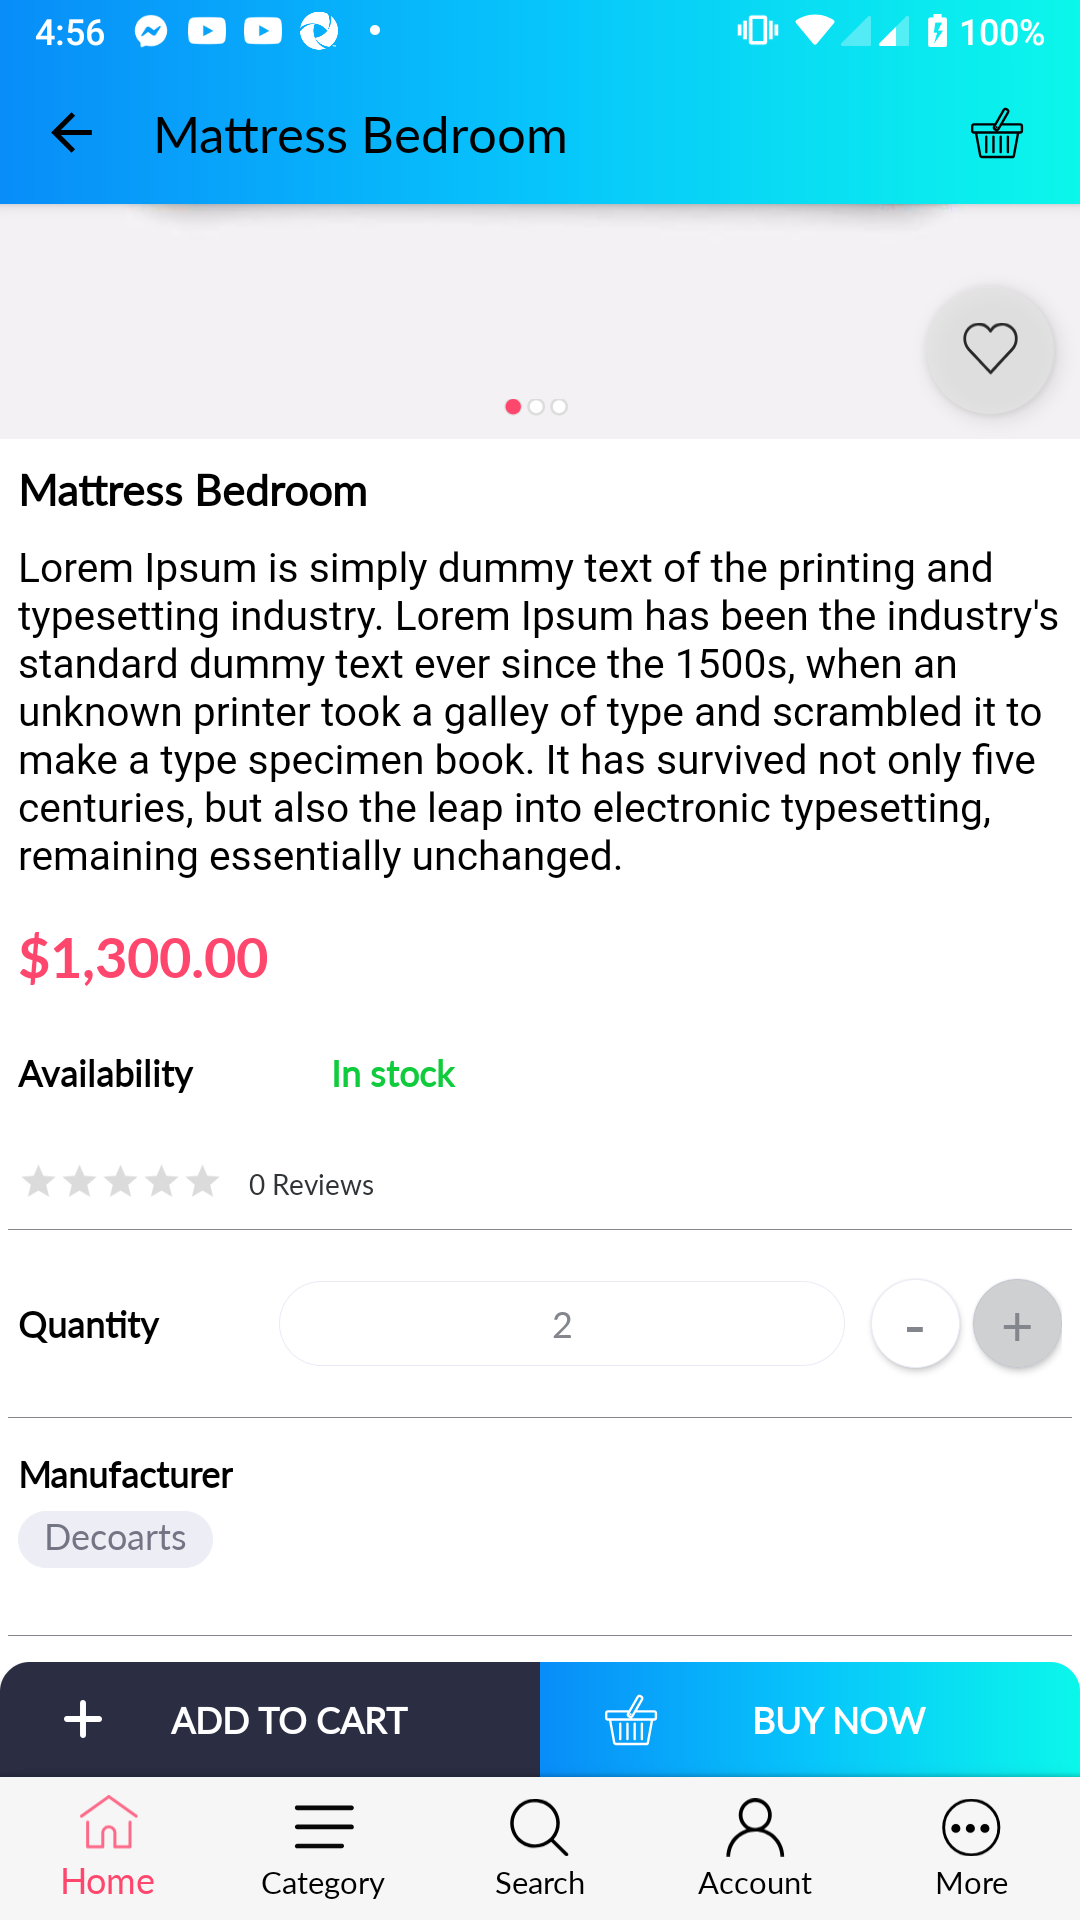 4:56 100%
Mattress Bedroom
Mattress Bedroom
Lorem Ipsum is simply dummy text of the printing and
typesetting industry. Lorem Ipsum has been the industry's
standard dummy text ever since the 1500s, when an
unknown printer took a galley of type and scrambled it to
make a type specimen book. It has survived not only five
centuries, but also the leap into electronic typesetting,
remaining essentially unchanged.
$1,300.00
Availability In stock
0 Reviews
Quantity 2 - +
Manufacturer
Decoarts
+ ADD TO CART BUY NOW
Home Category Search Account More